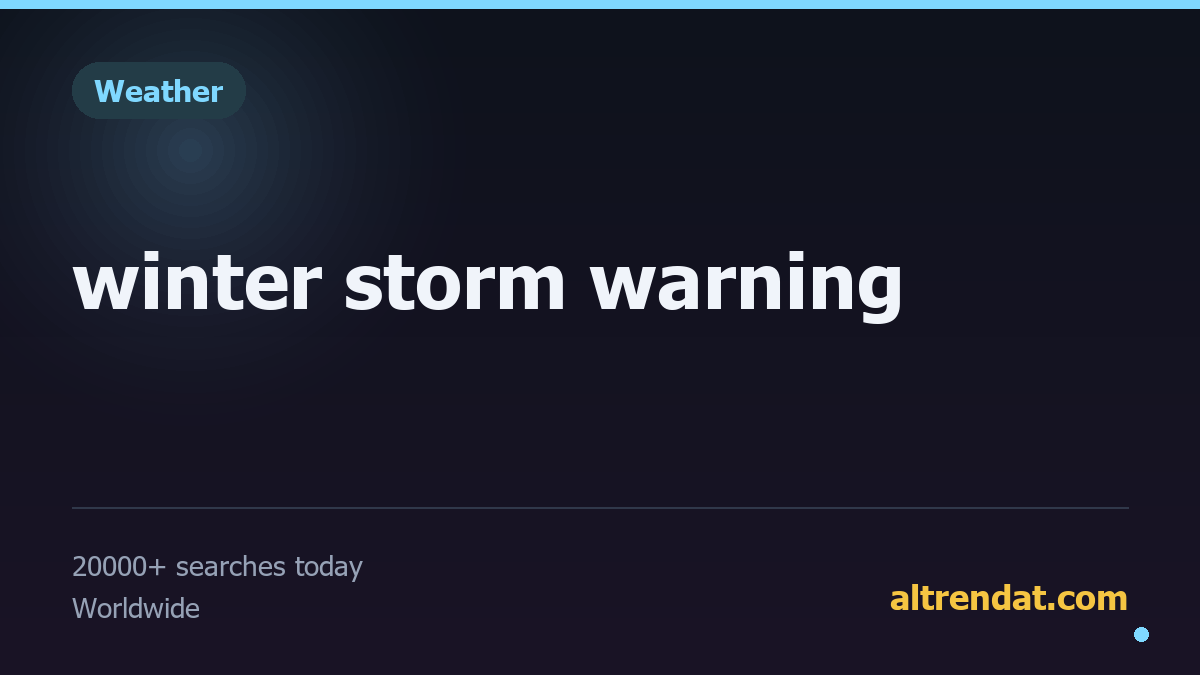 Weather
winter storm warning
20000+ searches today
Worldwide
altrendat.com